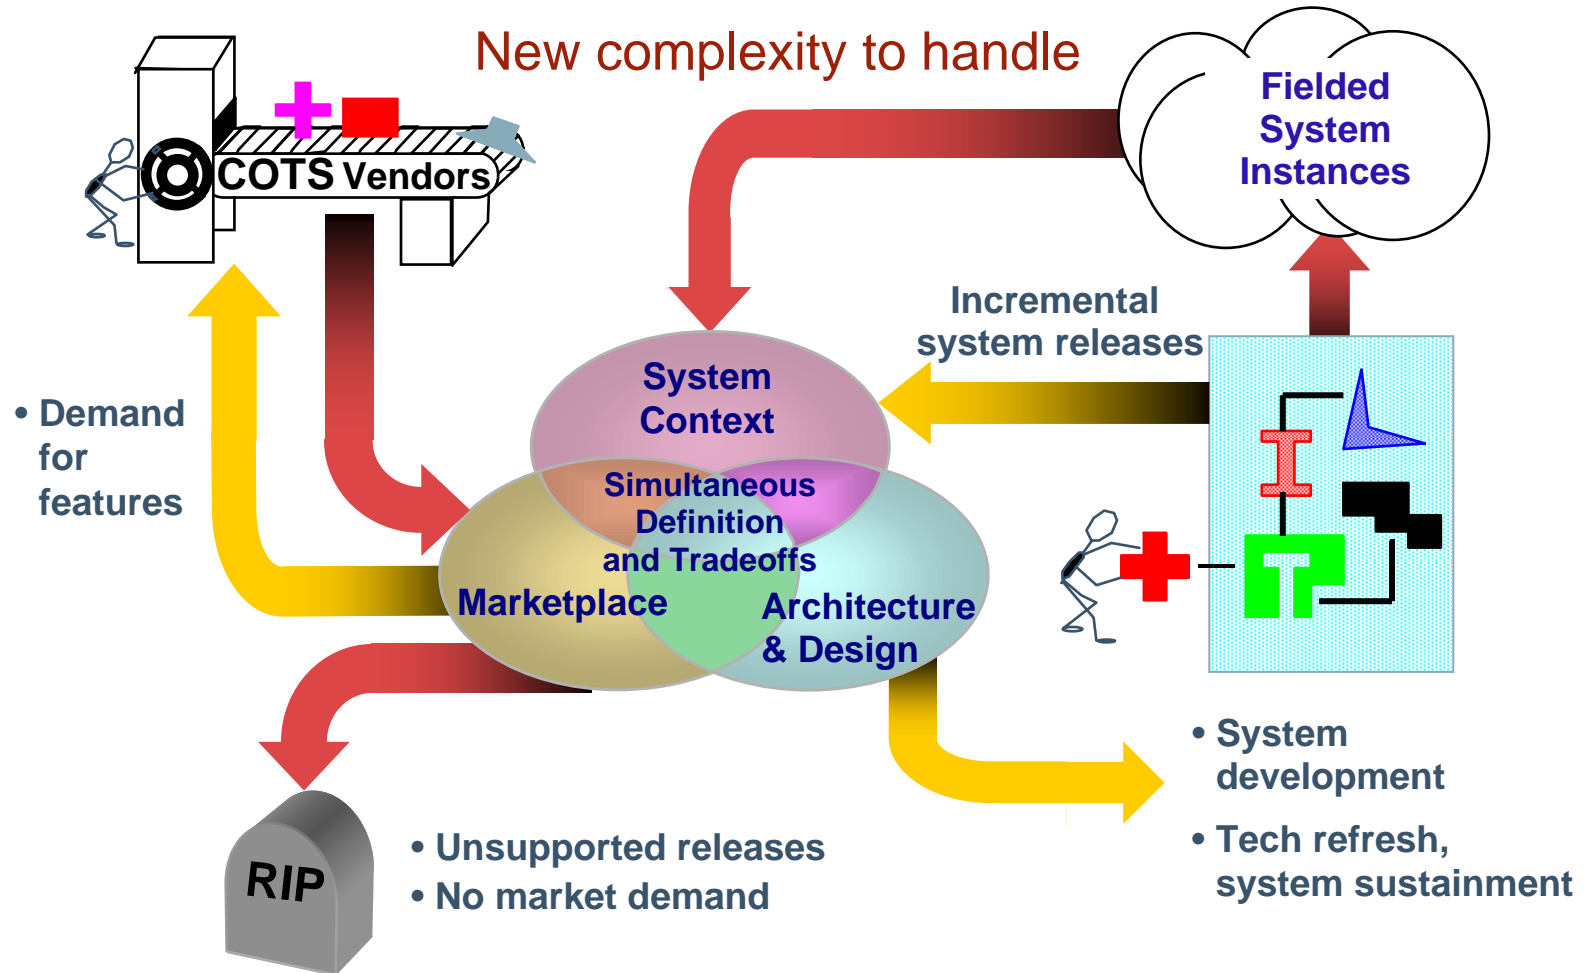 New complexity to handle
COTS Vendors
Fielded
System
Instances
Incremental
system releases
• Demand
for
features
System
Context
Simultaneous
Definition
and Tradeoffs
Marketplace
Architecture
& Design
• System
development
• Tech refresh,
system sustainment
RIP
• Unsupported releases
• No market demand